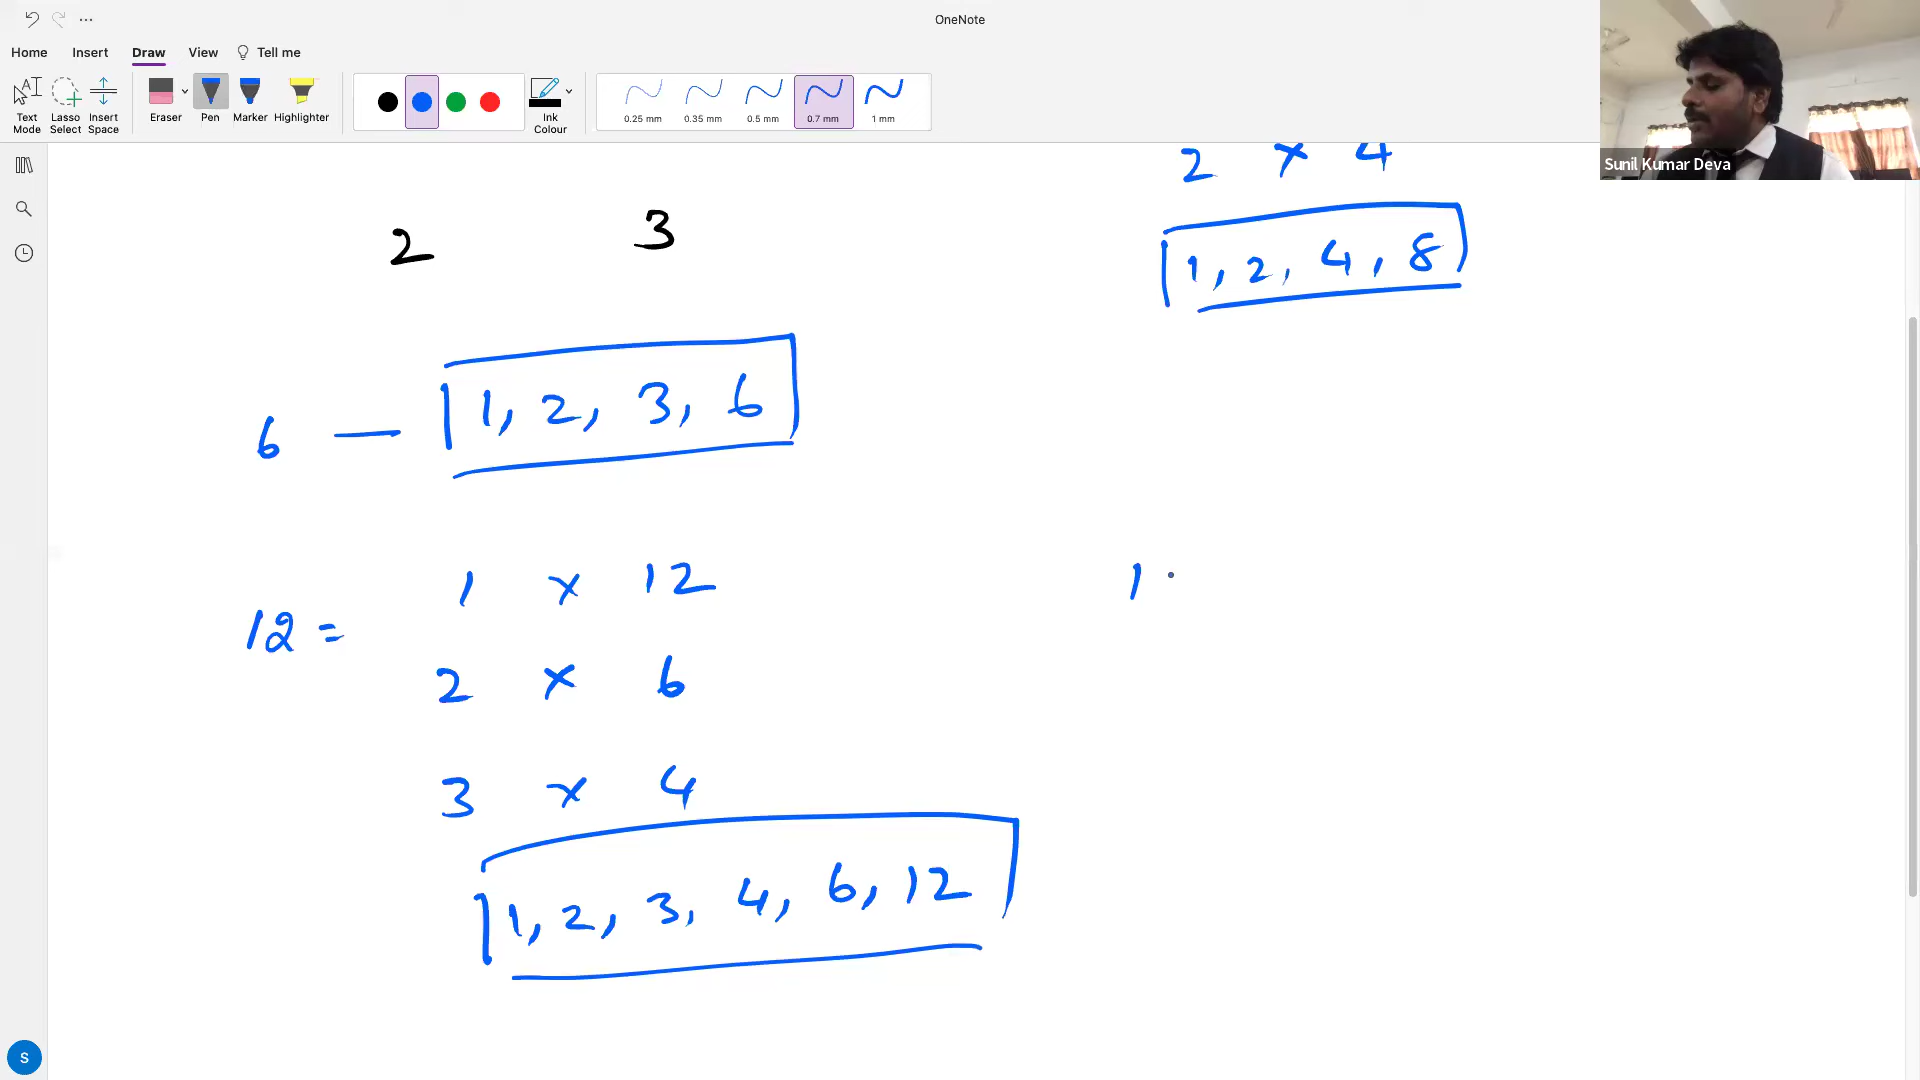 OneNote
Home Insert Draw View Tell me
Text Mode Lasso Select Insert Space Eraser Pen Marker Highlighter Ink Colour 0.25 mm 0.35 mm 0.5 mm 0.7 mm 1 mm
Sunil Kumar Deva
2 x 4
1, 2, 4, 8
2 3
6 — 1, 2, 3, 6
12 = 1 x 12
2 x 6
3 x 4
1, 2, 3, 4, 6, 12
1
S